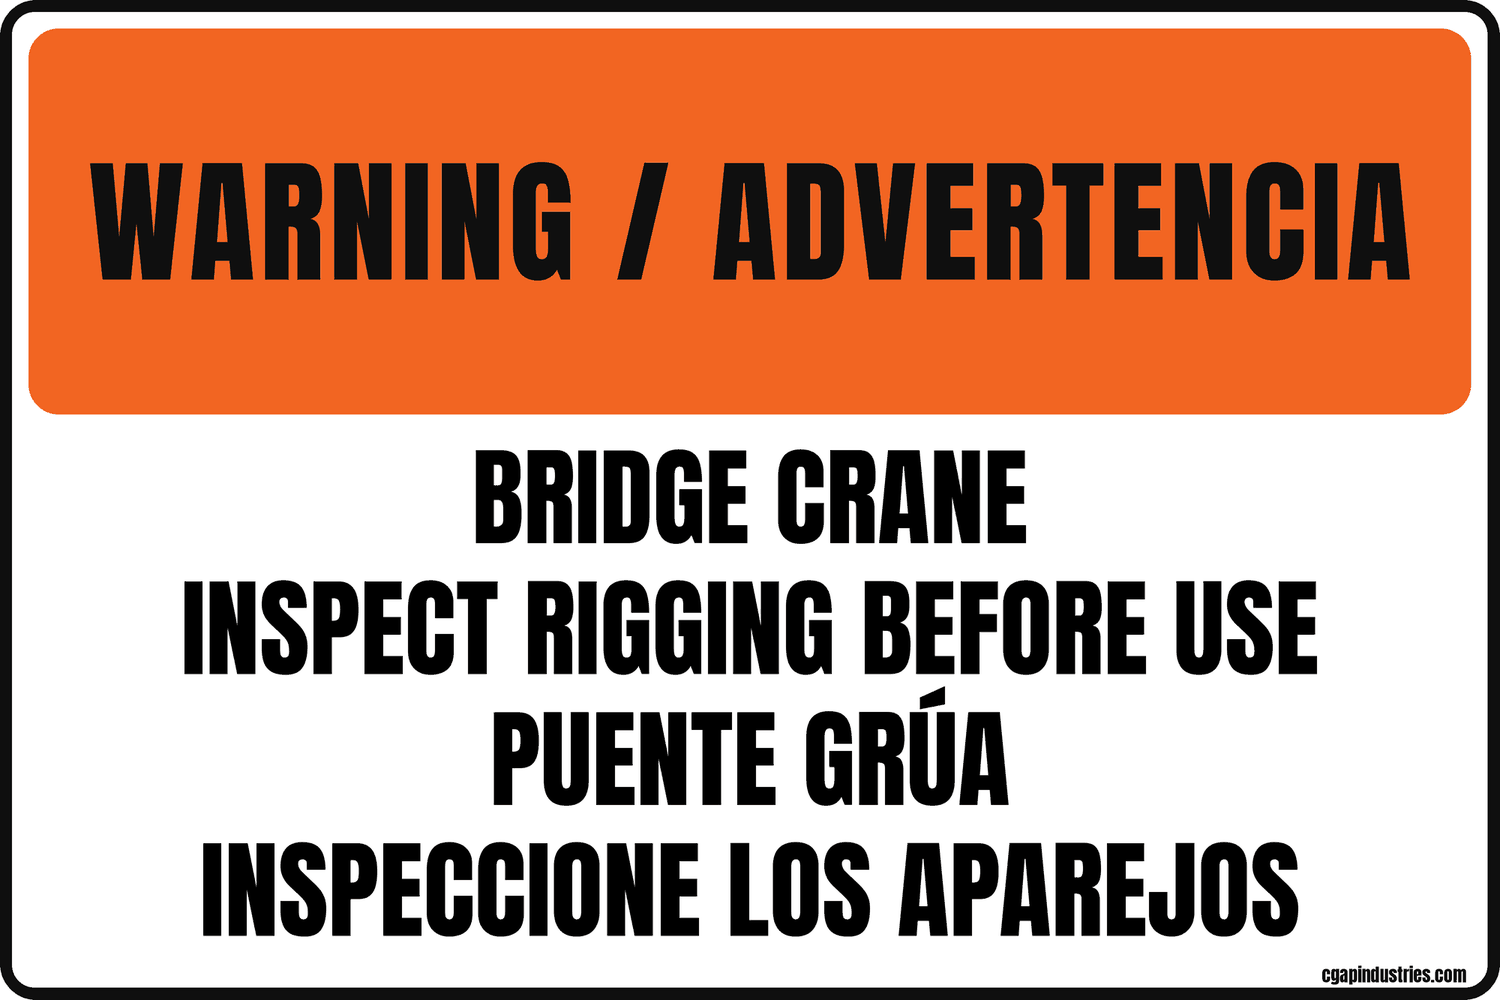 WARNING / ADVERTENCIA
BRIDGE CRANE
INSPECT RIGGING BEFORE USE
PUENTE GRÚA
INSPECCIONE LOS APAREJOS
cgapindustries.com